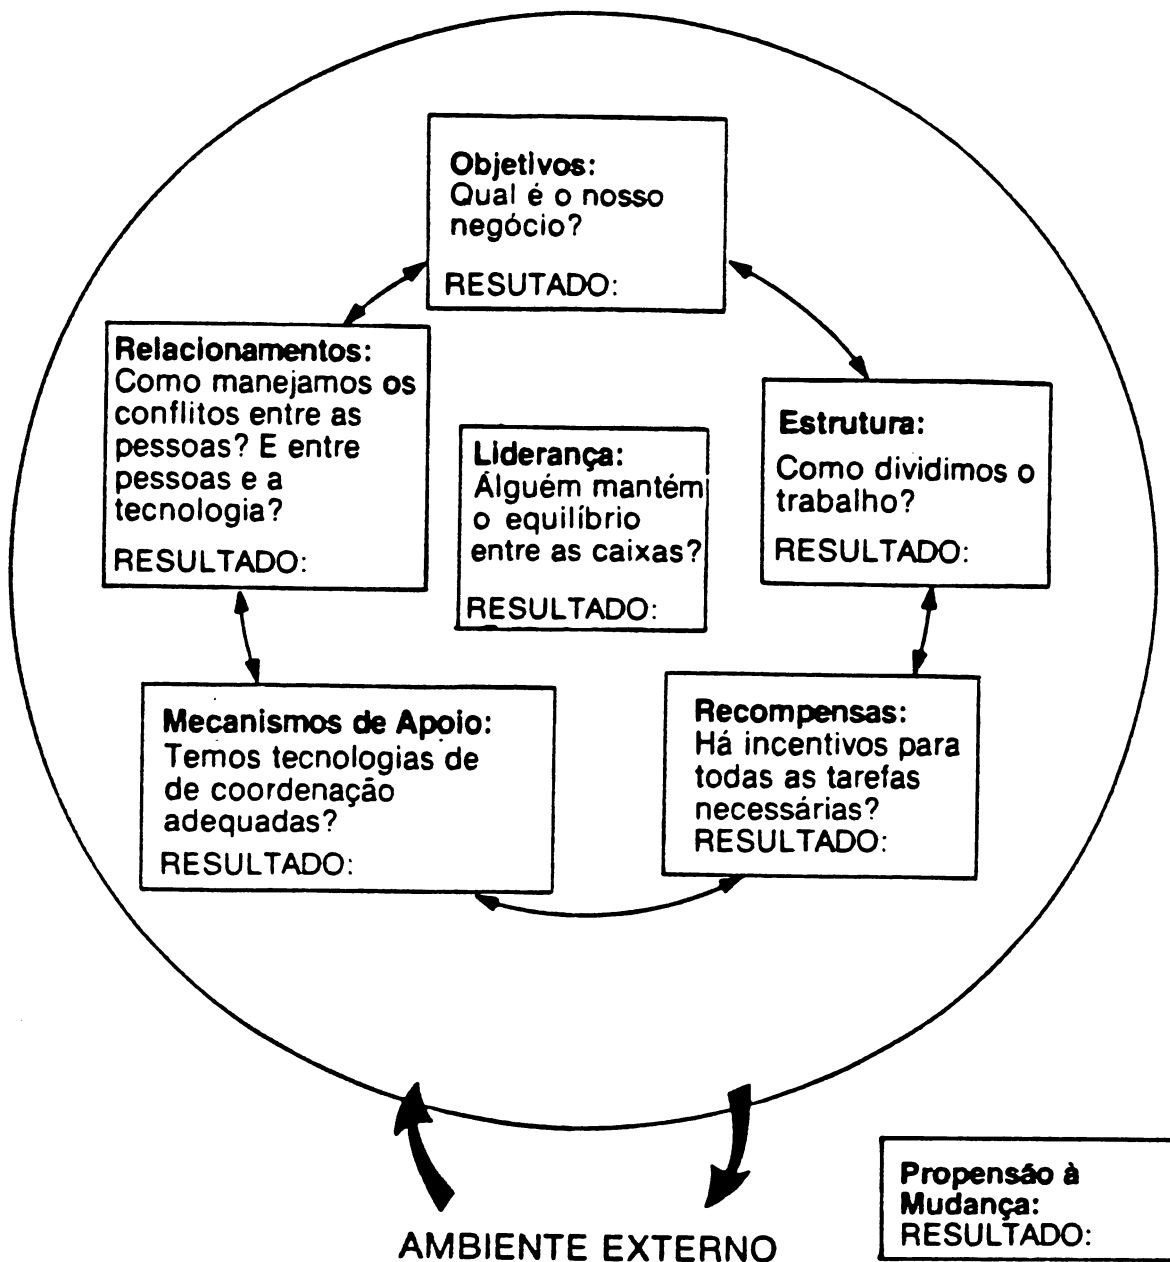 Objetivos:
Qual é o nosso
negócio?
RESUTADO:
Relacionamentos:
Como manejamos os
conflitos entre as
pessoas? E entre
pessoas e a
tecnologia?
RESULTADO:
Liderança:
Álguém mantém
o equilíbrio
entre as caixas?
RESULTADO:
Estrutura:
Como dividimos o
trabalho?
RESULTADO:
Mecanismos de Apoio:
Temos tecnologias de
de coordenação
adequadas?
RESULTADO:
Recompensas:
Há incentivos para
todas as tarefas
necessárias?
RESULTADO:
AMBIENTE EXTERNO
Propensão à
Mudança:
RESULTADO: